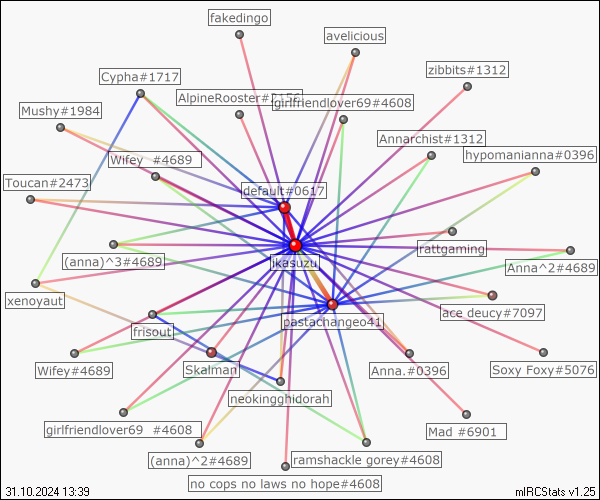 fakedingo
avelicious
zibbits#1312
Cypha#1717
AlpineRooster#
girlfriendlover69#4608
Mushy#1984
Annarchist#1312
hypomanianna#0396
Wifey #4689
Toucan#2473
default#0617
rattgaming
(anna)^3#4689
ikasuzu
Anna^2#4689
xenoyaut
ace deucy#7097
pastachangeo41
frisout
Wifey#4689
Skalman
Anna.#0396
Soxy Foxy#5076
neokingghidorah
girlfriendlover69 #4608
Mad #6901
(anna)^2#4689
ramshackle gorey#4608
no cops no laws no hope#4608
31.10.2024 13:39
mIRCStats v1.25